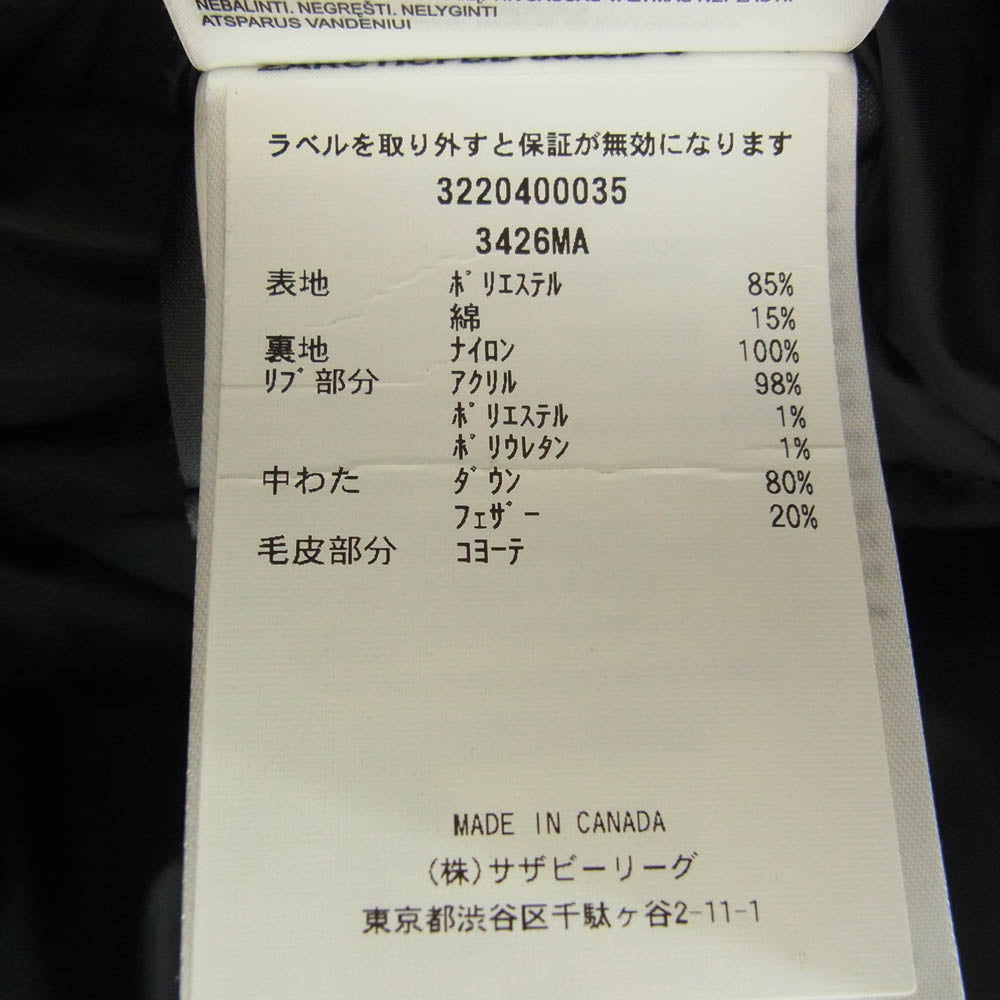 NEBALINTI. NEGRĘSTI. NELYGINTI
ATSPARUS VANDENIUI
ラベルを取り外すと保証が無効になります
3220400035
3426MA
表地 ﾎﾟﾘｴｽﾃﾙ 85%
綿 15%
裏地 ﾅｲﾛﾝ 100%
ﾘﾌﾞ部分 ｱｸﾘﾙ 98%
ﾎﾟﾘｴｽﾃﾙ 1%
ﾎﾟﾘｳﾚﾀﾝ 1%
中わた ﾀﾞｳﾝ 80%
ﾌｪｻﾞｰ 20%
毛皮部分 ｺﾖｰﾃ
MADE IN CANADA
(株)サザビーリーグ
東京都渋谷区千駄ヶ谷2-11-1